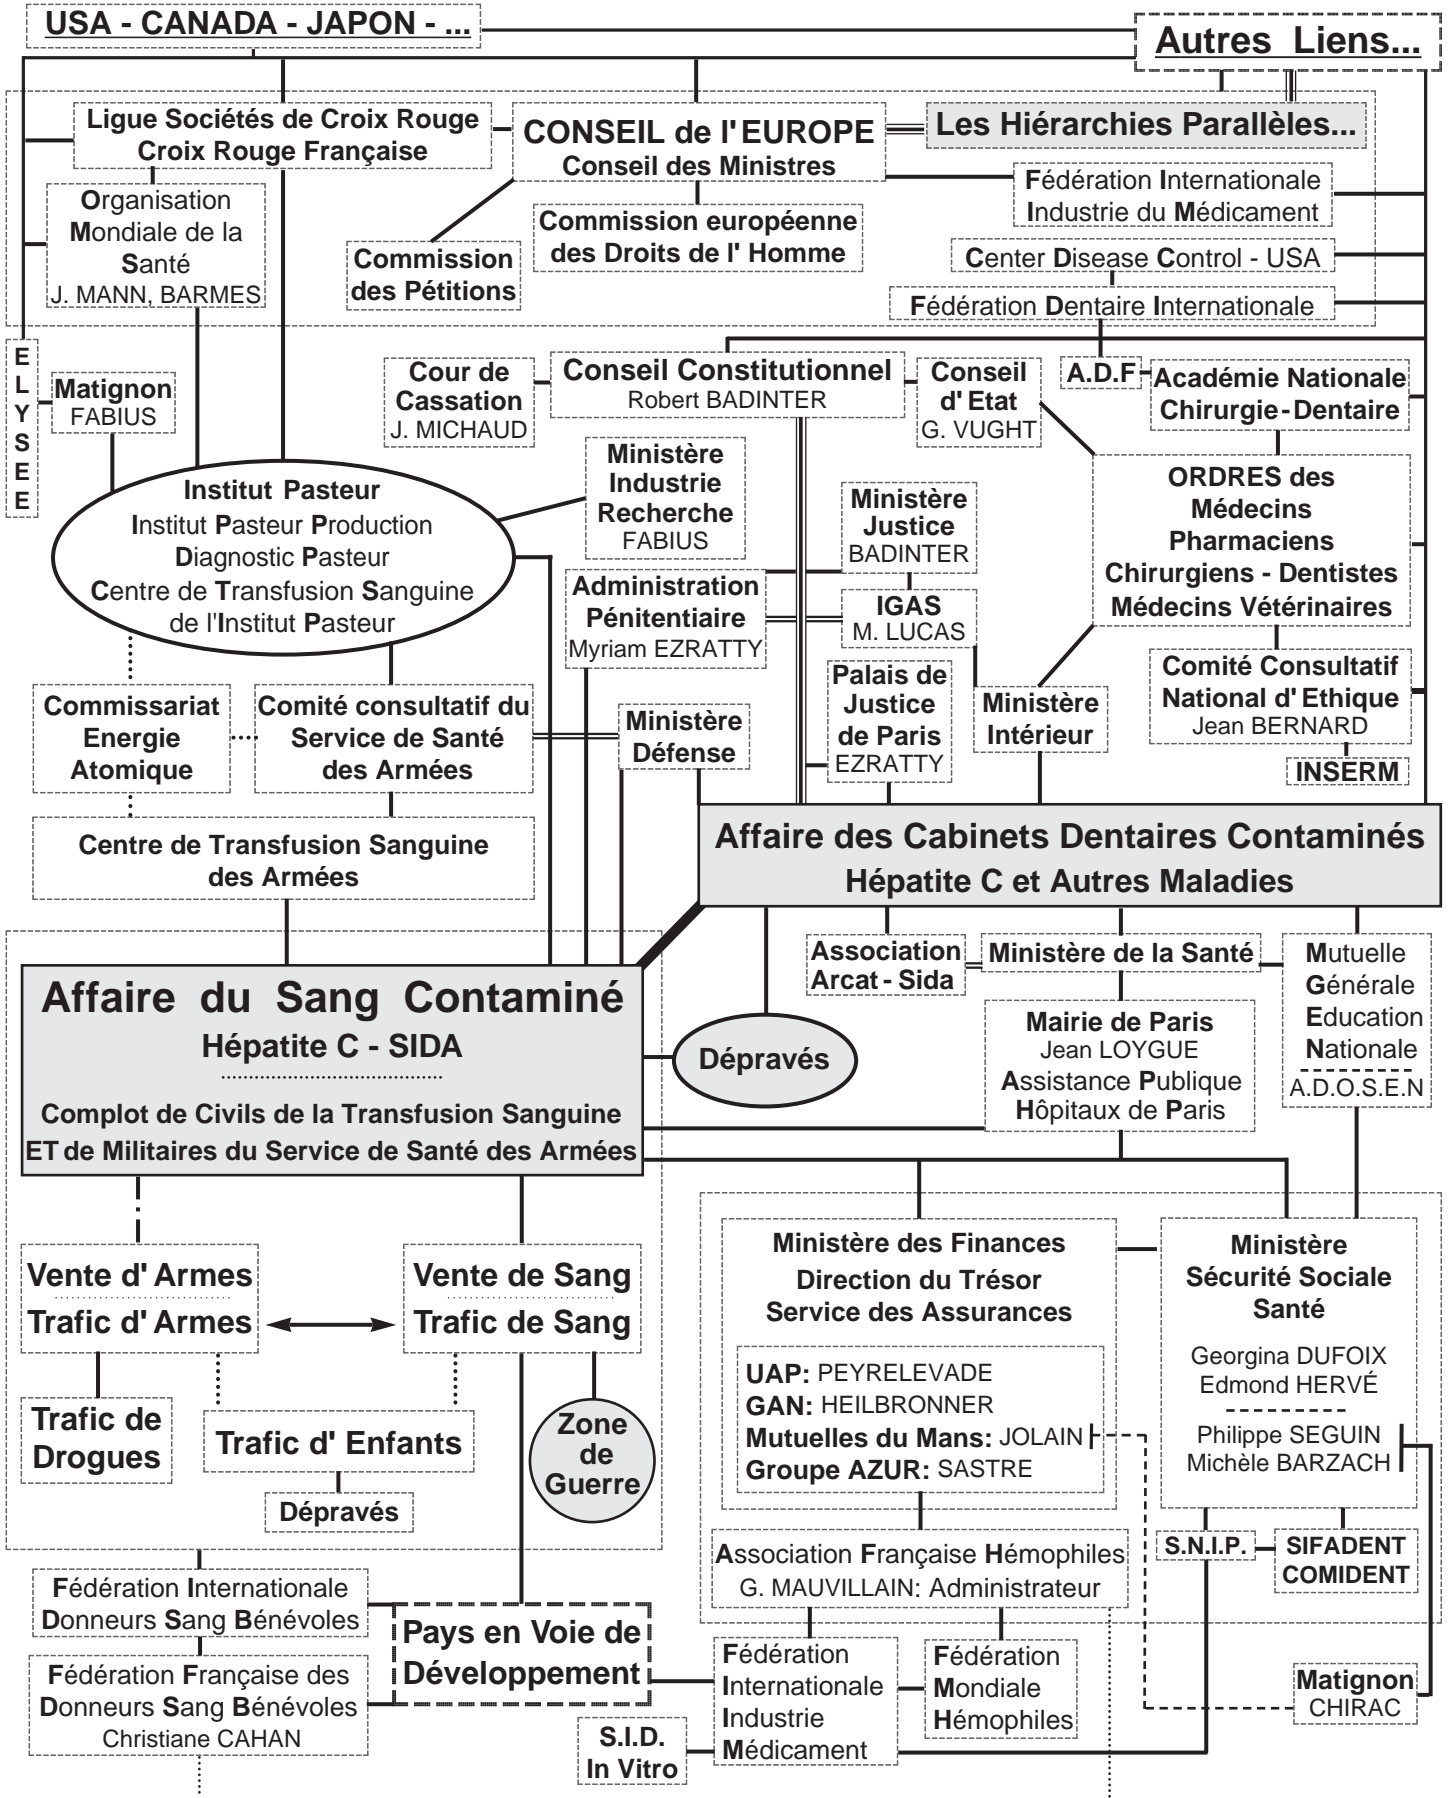 USA - CANADA - JAPON - ...
Autres Liens...
Ligue Sociétés de Croix Rouge
Croix Rouge Française
CONSEIL de l' EUROPE
Conseil des Ministres
Les Hiérarchies Parallèles...
Organisation
Mondiale de la
Santé
J. MANN, BARMES
Commission
des Pétitions
Commission européenne
des Droits de l' Homme
Fédération Internationale
Industrie du Médicament
Center Disease Control - USA
Fédération Dentaire Internationale
E
L
Y
S
E
E
Matignon
FABIUS
Cour de
Cassation
J. MICHAUD
Conseil Constitutionnel
Robert BADINTER
Conseil
d' Etat
G. VUGHT
A.D.F
Académie Nationale
Chirurgie-Dentaire
Institut Pasteur
Institut Pasteur Production
Diagnostic Pasteur
Centre de Transfusion Sanguine
de l'Institut Pasteur
Ministère
Industrie
Recherche
FABIUS
Ministère
Justice
BADINTER
ORDRES des
Médecins
Pharmaciens
Chirurgiens - Dentistes
Médecins Vétérinaires
Administration
Pénitentiaire
Myriam EZRATTY
IGAS
M. LUCAS
Commissariat
Energie
Atomique
Comité consultatif du
Service de Santé
des Armées
Ministère
Défense
Palais de
Justice
de Paris
EZRATTY
Ministère
Intérieur
Comité Consultatif
National d' Ethique
Jean BERNARD
INSERM
Centre de Transfusion Sanguine
des Armées
Affaire des Cabinets Dentaires Contaminés
Hépatite C et Autres Maladies
Affaire du Sang Contaminé
Hépatite C - SIDA
Complot de Civils de la Transfusion Sanguine
ET de Militaires du Service de Santé des Armées
Dépravés
Association
Arcat - Sida
Ministère de la Santé
Mutuelle
Générale
Education
Nationale
A.D.O.S.E.N
Mairie de Paris
Jean LOYGUE
Assistance Publique
Hôpitaux de Paris
Vente d' Armes
Trafic d' Armes
Vente de Sang
Trafic de Sang
Trafic de
Drogues
Trafic d' Enfants
Dépravés
Zone
de
Guerre
Ministère des Finances
Direction du Trésor
Service des Assurances
UAP: PEYRELEVADE
GAN: HEILBRONNER
Mutuelles du Mans: JOLAIN
Groupe AZUR: SASTRE
Ministère
Sécurité Sociale
Santé
Georgina DUFOIX
Edmond HERVÉ
Philippe SEGUIN
Michèle BARZACH
Association Française Hémophiles
G. MAUVILLAIN: Administrateur
S.N.I.P.
SIFADENT
COMIDENT
Fédération Internationale
Donneurs Sang Bénévoles
Fédération Française des
Donneurs Sang Bénévoles
Christiane CAHAN
Pays en Voie de
Développement
S.I.D.
In Vitro
Fédération
Internationale
Industrie
Médicament
Fédération
Mondiale
Hémophiles
Matignon
CHIRAC